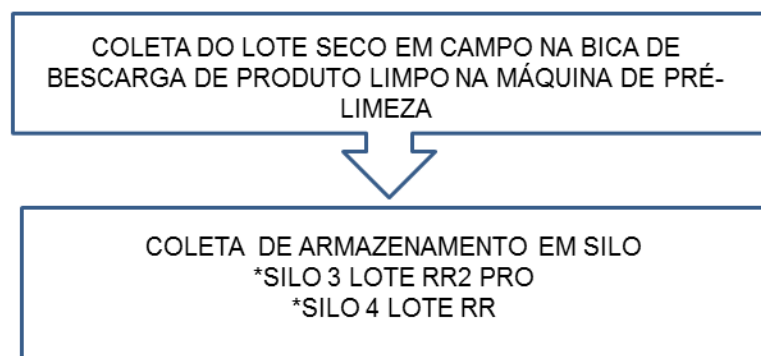 COLETA DO LOTE SECO EM CAMPO NA BICA DE
BESCARGA DE PRODUTO LIMPO NA MÁQUINA DE PRÉ-
LIMEZA
COLETA DE ARMAZENAMENTO EM SILO
*SILO 3 LOTE RR2 PRO
*SILO 4 LOTE RR